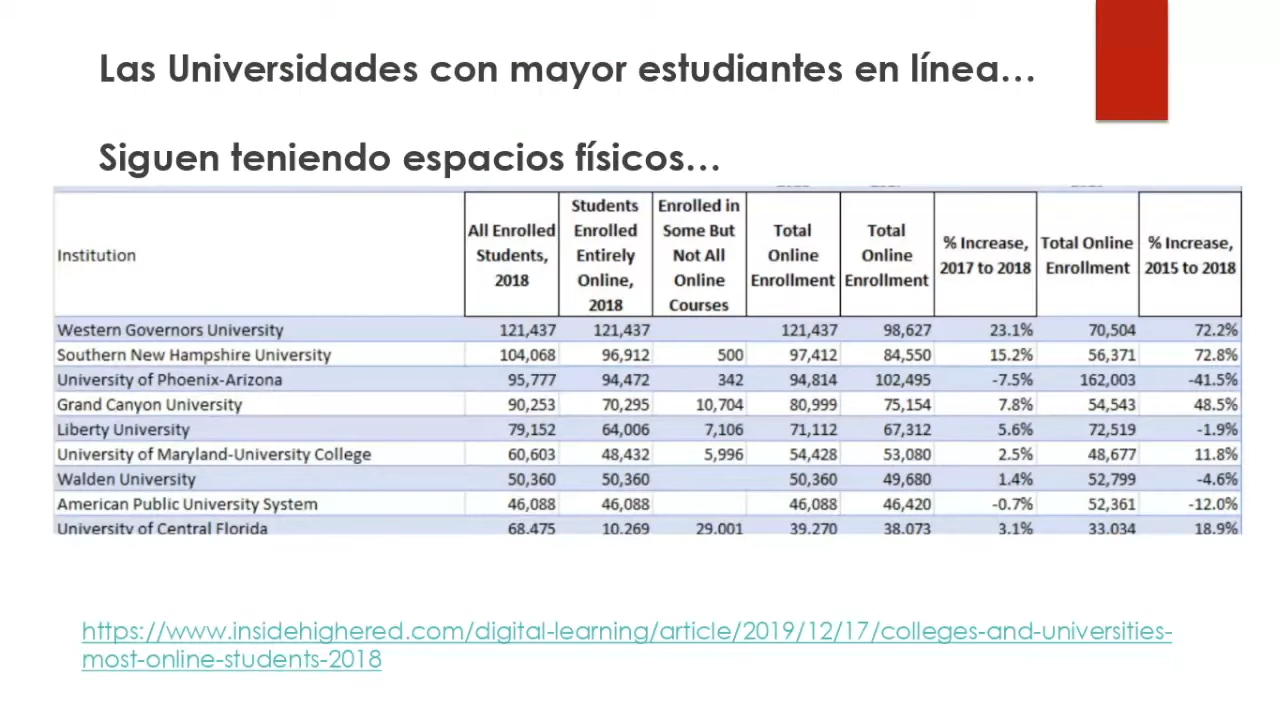 Las Universidades con mayor estudiantes en línea…
Siguen teniendo espacios físicos…
Institution All Enrolled Students, 2018 Students Enrolled Entirely Online, 2018 Enrolled in Some But Not All Online Courses Total Online Enrollment Total Online Enrollment % Increase, 2017 to 2018 Total Online Enrollment % Increase, 2015 to 2018
Western Governors University 121,437 121,437 121,437 98,627 23.1% 70,504 72.2%
Southern New Hampshire University 104,068 96,912 500 97,412 84,550 15.2% 56,371 72.8%
University of Phoenix-Arizona 95,777 94,472 342 94,814 102,495 -7.5% 162,003 -41.5%
Grand Canyon University 90,253 70,295 10,704 80,999 75,154 7.8% 54,543 48.5%
Liberty University 79,152 64,006 7,106 71,112 67,312 5.6% 72,519 -1.9%
University of Maryland-University College 60,603 48,432 5,996 54,428 53,080 2.5% 48,677 11.8%
Walden University 50,360 50,360 50,360 49,680 1.4% 52,799 -4.6%
American Public University System 46,088 46,088 46,088 46,420 -0.7% 52,361 -12.0%
University of Central Florida 68,475 10,269 29,001 39,270 38,073 3.1% 33,034 18.9%
https://www.insidehighered.com/digital-learning/article/2019/12/17/colleges-and-universities-
most-online-students-2018